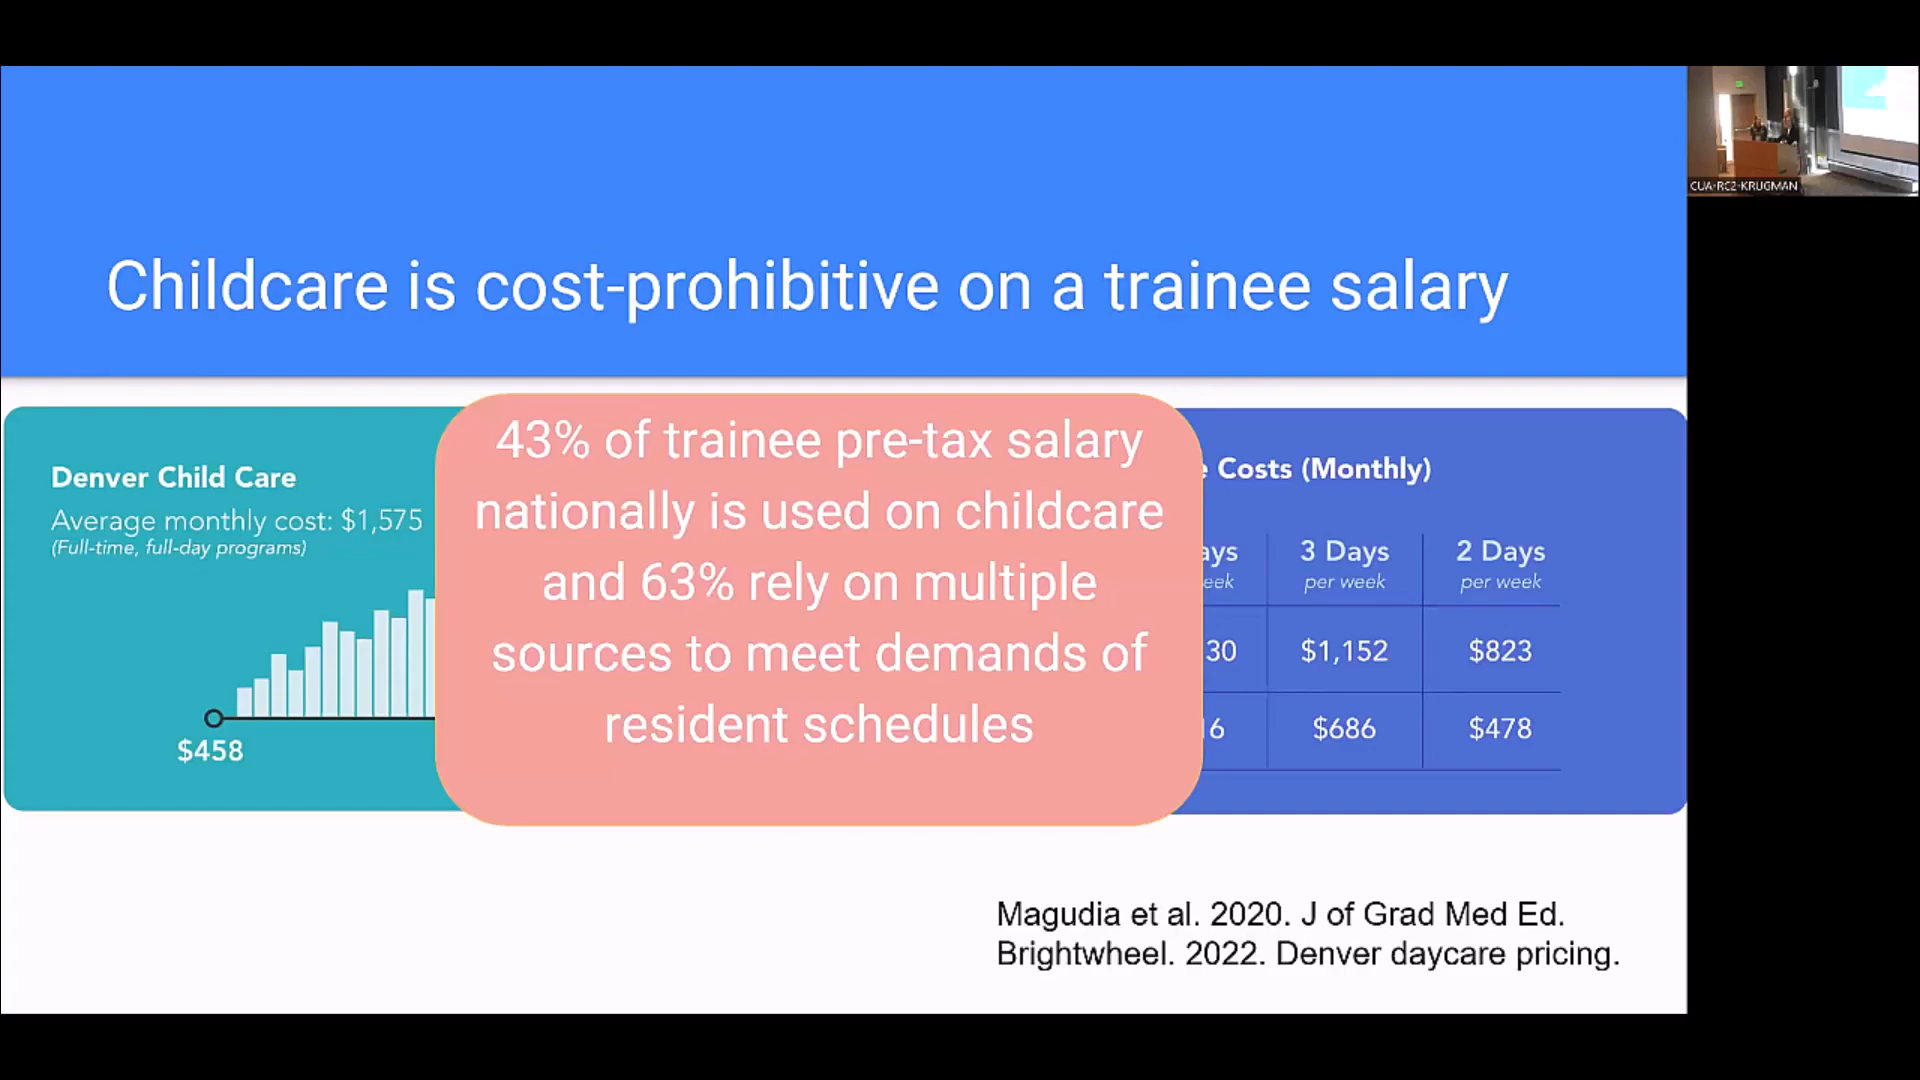 Childcare is cost-prohibitive on a trainee salary
CUA-RC2-KRUGMAN
Denver Child Care
Average monthly cost: $1,575
(Full-time, full-day programs)
$458
43% of trainee pre-tax salary
nationally is used on childcare
and 63% rely on multiple
sources to meet demands of
resident schedules
Costs (Monthly)
3 Days
2 Days
per week
per week
30
$1,152
$823
$686
$478
Magudia et al. 2020. J of Grad Med Ed.
Brightwheel. 2022. Denver daycare pricing.